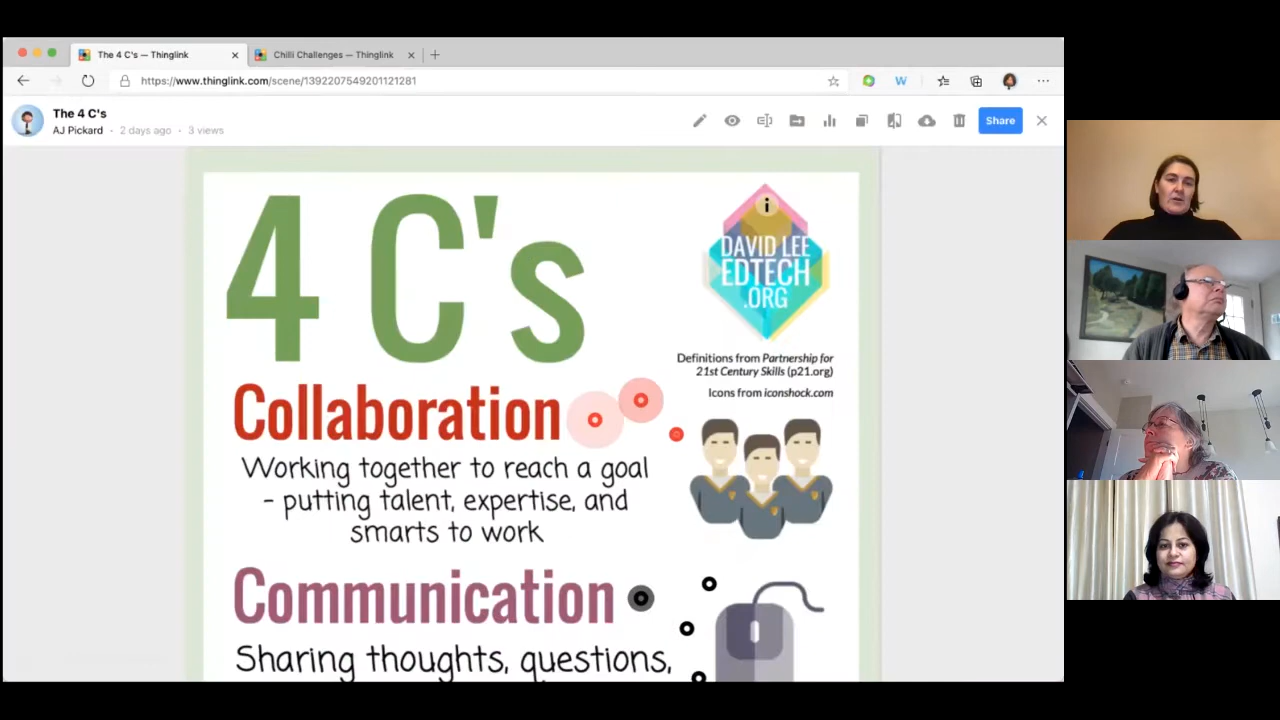 The 4 C's — Thinglink
Chilli Challenges — Thinglink
https://www.thinglink.com/scene/1392207549201121281
W
The 4 C's
AJ Pickard · 2 days ago · 3 views
Share
4 C's
i
DAVID LEE
EDTECH
.ORG
Definitions from Partnership for
21st Century Skills (p21.org)
Icons from iconshock.com
Collaboration
Working together to reach a goal
- putting talent, expertise, and
smarts to work
Communication
Sharing thoughts, questions,